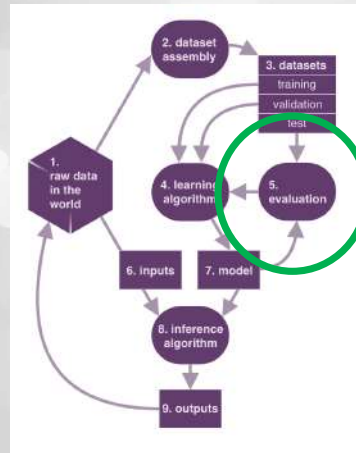 2. dataset
assembly
3. datasets
training
validation
test
1.
raw data
in the
world
4. learning
algorithm
5.
evaluation
6. inputs
7. model
8. inference
algorithm
9. outputs